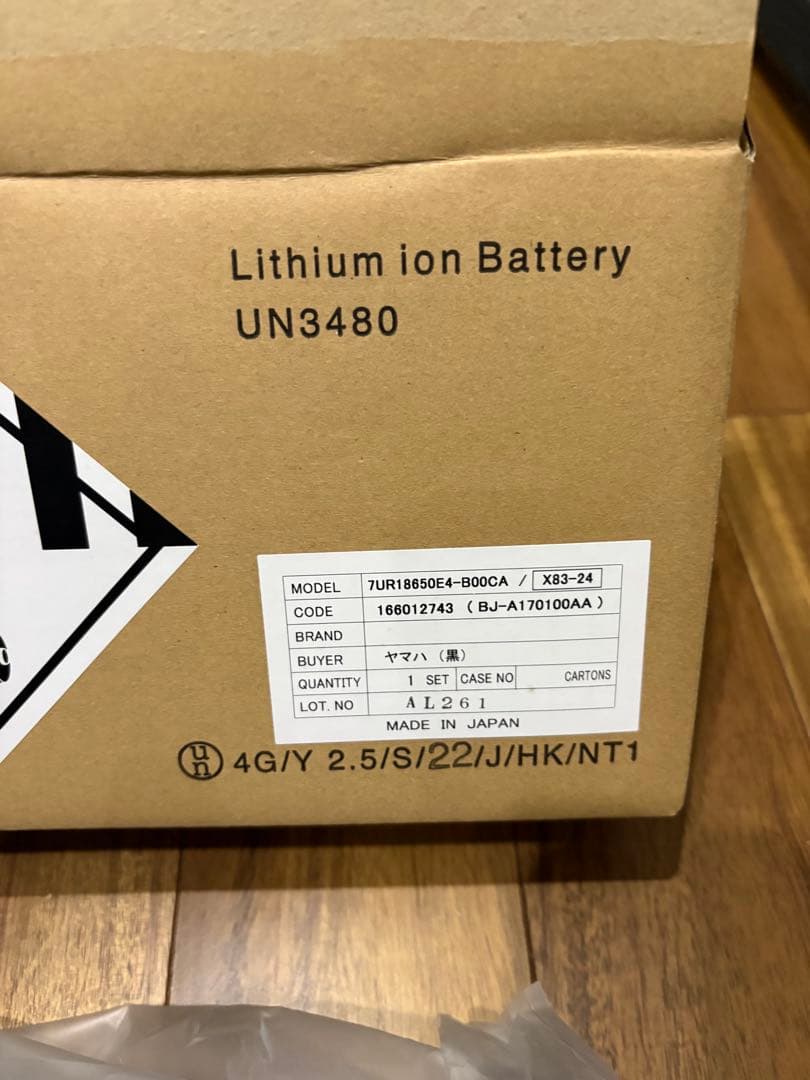 Lithium ion Battery
UN3480
MODEL 7UR18650E4-B00CA / X83-24
CODE 166012743 ( BJ-A170100AA )
BRAND
BUYER ヤマハ (黒)
QUANTITY 1 SET CASE NO CARTONS
LOT. NO AL261
MADE IN JAPAN
un 4G/Y 2.5/S/22/J/HK/NT1